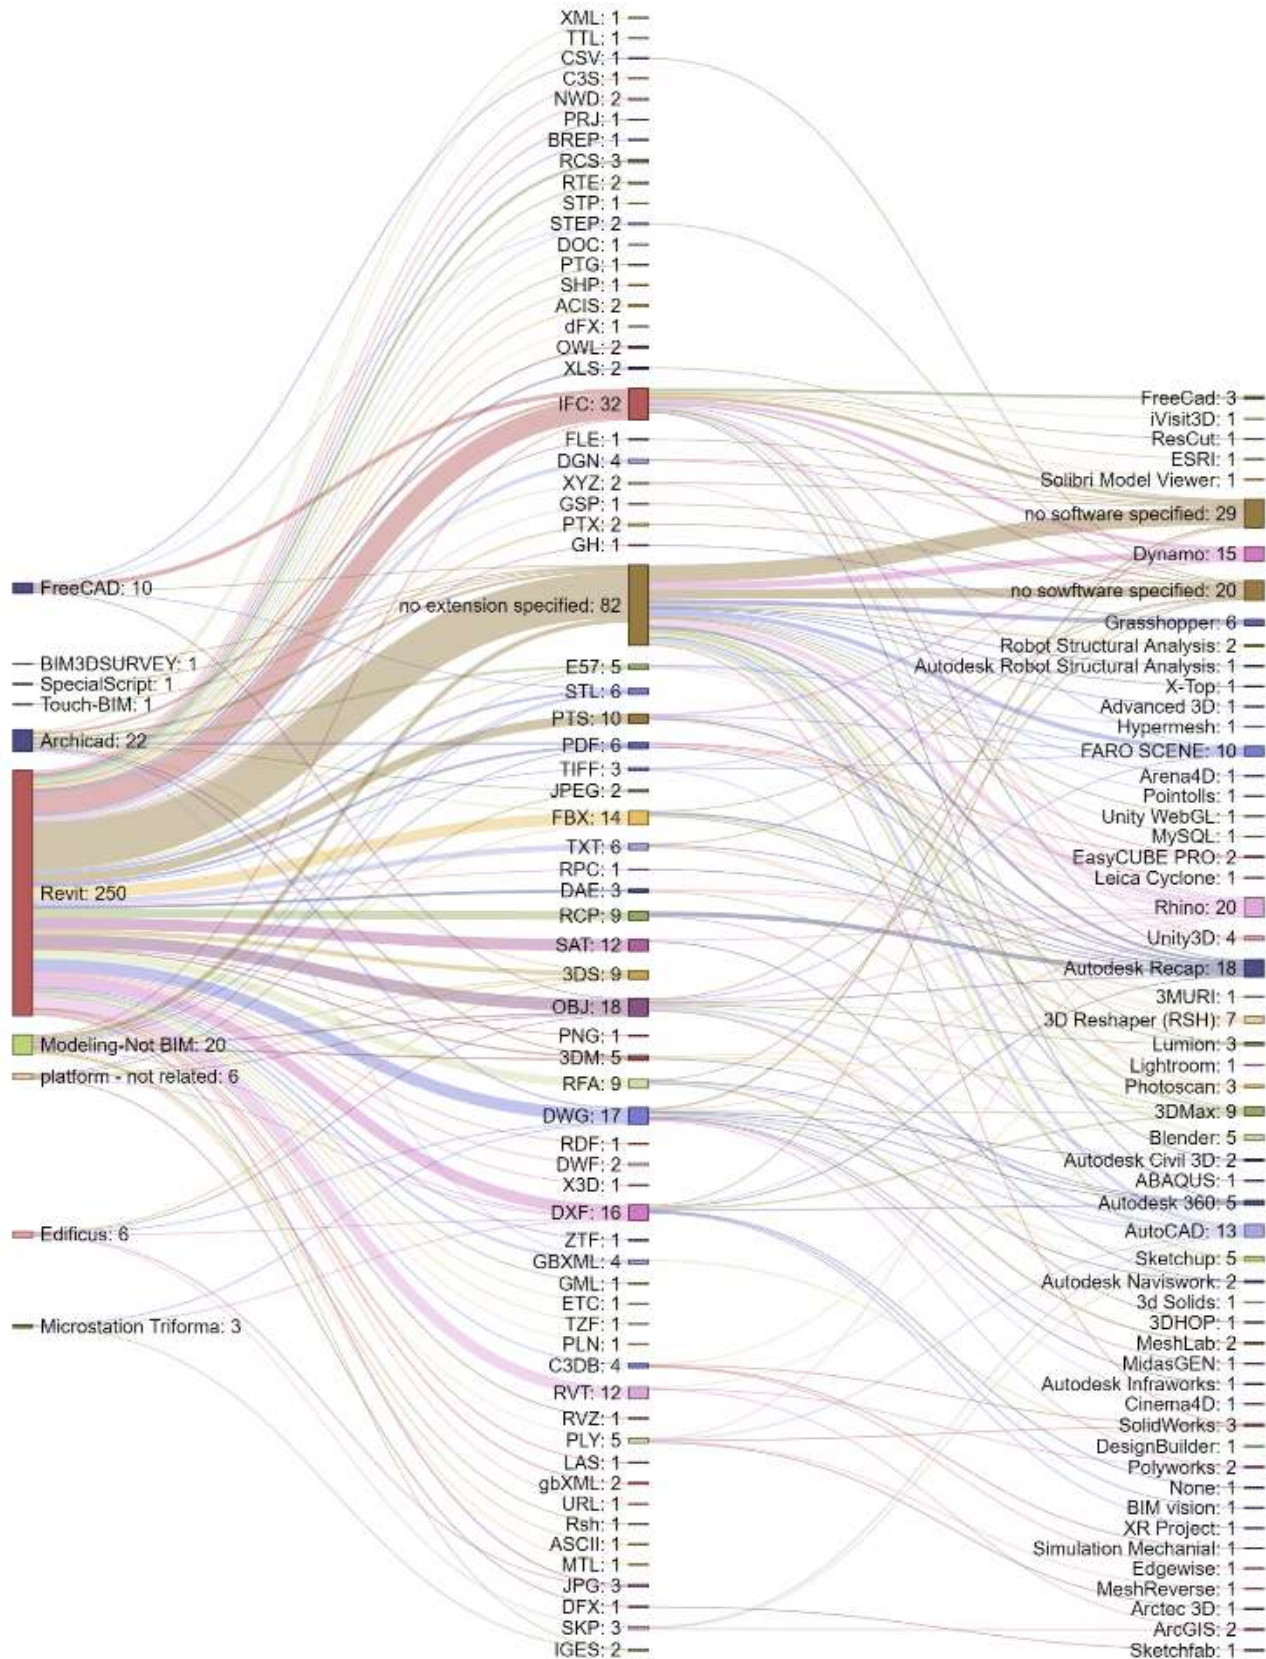 FreeCAD: 10
BIM3DSURVEY: 1
SpecialScript: 1
Touch-BIM: 1
Archicad: 22
Revit: 250
Modeling-Not BIM: 20
platform - not related: 6
Edificus: 6
Microstation Triforma: 3
XML: 1
TTL: 1
CSV: 1
C3S: 1
NWD: 2
PRJ: 1
BREP: 1
RCS: 3
RTE: 2
STP: 1
STEP: 2
DOC: 1
PTG: 1
SHP: 1
ACIS: 2
dFX: 1
OWL: 2
XLS: 2
IFC: 32
FLE: 1
DGN: 4
XYZ: 2
GSP: 1
PTX: 2
GH: 1
no extension specified: 82
E57: 5
STL: 6
PTS: 10
PDF: 6
TIFF: 3
JPEG: 2
FBX: 14
TXT: 6
RPC: 1
DAE: 3
RCP: 9
SAT: 12
3DS: 9
OBJ: 18
PNG: 1
3DM: 5
RFA: 9
DWG: 17
RDF: 1
DWF: 2
X3D: 1
DXF: 16
ZTF: 1
GBXML: 4
GML: 1
ETC: 1
TZF: 1
PLN: 1
C3DB: 4
RVT: 12
RVZ: 1
PLY: 5
LAS: 1
gbXML: 2
URL: 1
Rsh: 1
ASCII: 1
MTL: 1
JPG: 3
DFX: 1
SKP: 3
IGES: 2
FreeCad: 3
iVisit3D: 1
ResCut: 1
ESRI: 1
Solibri Model Viewer: 1
no software specified: 29
Dynamo: 15
no sowftware specified: 20
Grasshopper: 6
Robot Structural Analysis: 2
Autodesk Robot Structural Analysis: 1
X-Top: 1
Advanced 3D: 1
Hypermesh: 1
FARO SCENE: 10
Arena4D: 1
Pointolls: 1
Unity WebGL: 1
MySQL: 1
EasyCUBE PRO: 2
Leica Cyclone: 1
Rhino: 20
Unity3D: 4
Autodesk Recap: 18
3MURI: 1
3D Reshaper (RSH): 7
Lumion: 3
Lightroom: 1
Photoscan: 3
3DMax: 9
Blender: 5
Autodesk Civil 3D: 2
ABAQUS: 1
Autodesk 360: 5
AutoCAD: 13
Sketchup: 5
Autodesk Naviswork: 2
3d Solids: 1
3DHOP: 1
MeshLab: 2
MidasGEN: 1
Autodesk Infraworks: 1
Cinema4D: 1
SolidWorks: 3
DesignBuilder: 1
Polyworks: 2
None: 1
BIM vision: 1
XR Project: 1
Simulation Mechanial: 1
Edgewise: 1
MeshReverse: 1
Arctec 3D: 1
ArcGIS: 2
Sketchfab: 1